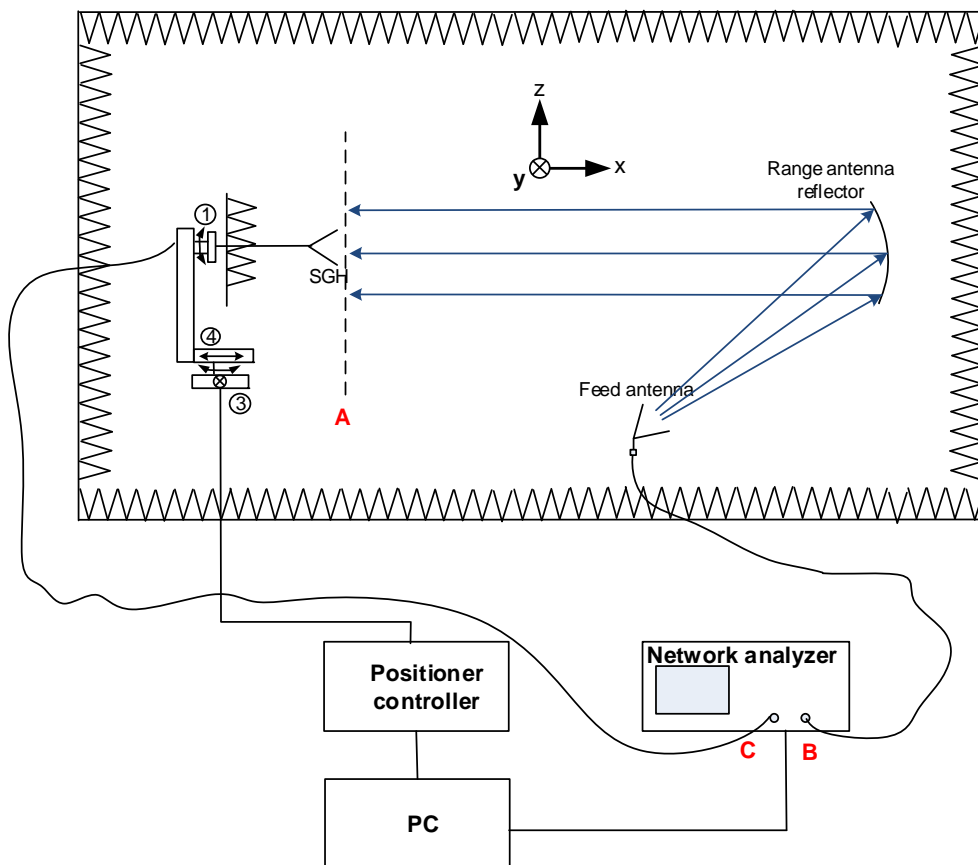 z
y
x
Range antenna
reflector
①
SGH
④
③
A
Feed antenna
Positioner
controller
Network analyzer
C
B
PC